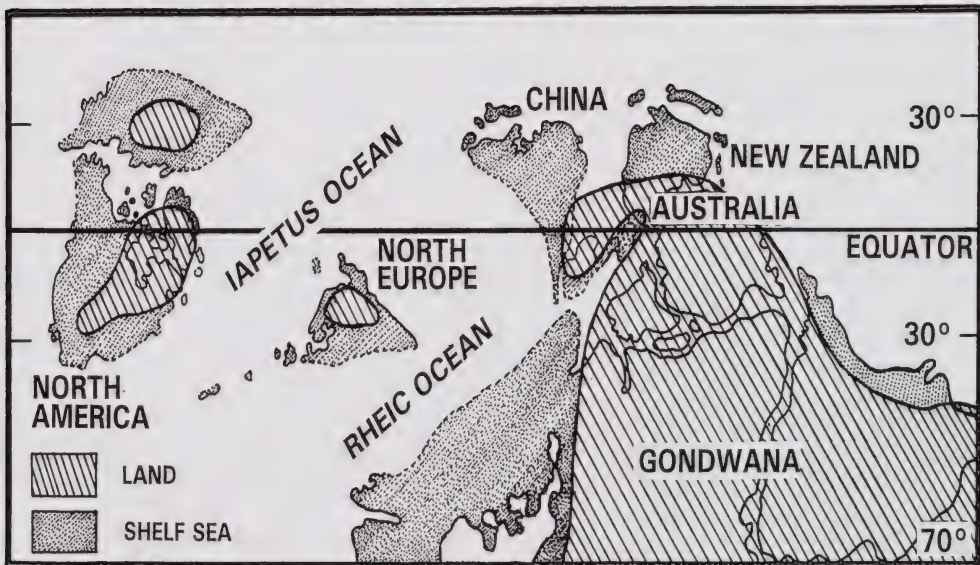 CHINA
30°
NEW ZEALAND
IAPETUS OCEAN
AUSTRALIA
EQUATOR
NORTH
EUROPE
30°
RHEIC OCEAN
NORTH
AMERICA
GONDWANA
LAND
SHELF SEA
70°